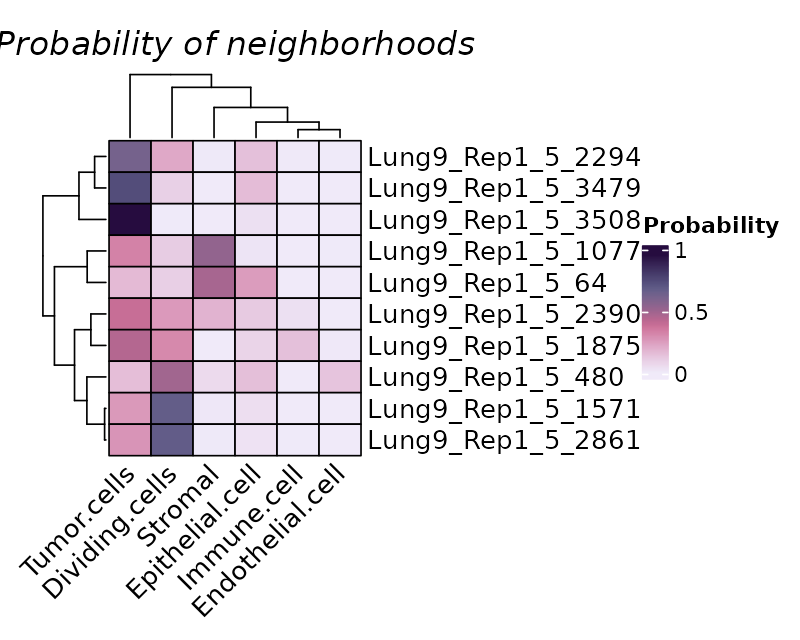 Probability of neighborhoods
Lung9_Rep1_5_2294
Lung9_Rep1_5_3479
Lung9_Rep1_5_3508
Lung9_Rep1_5_1077
Lung9_Rep1_5_64
Lung9_Rep1_5_2390
Lung9_Rep1_5_1875
Lung9_Rep1_5_480
Lung9_Rep1_5_1571
Lung9_Rep1_5_2861
Probability
1
0.5
0
Tumor.cells
Dividing.cells
Stromal
Epithelial.cell
Immune.cell
Endothelial.cell